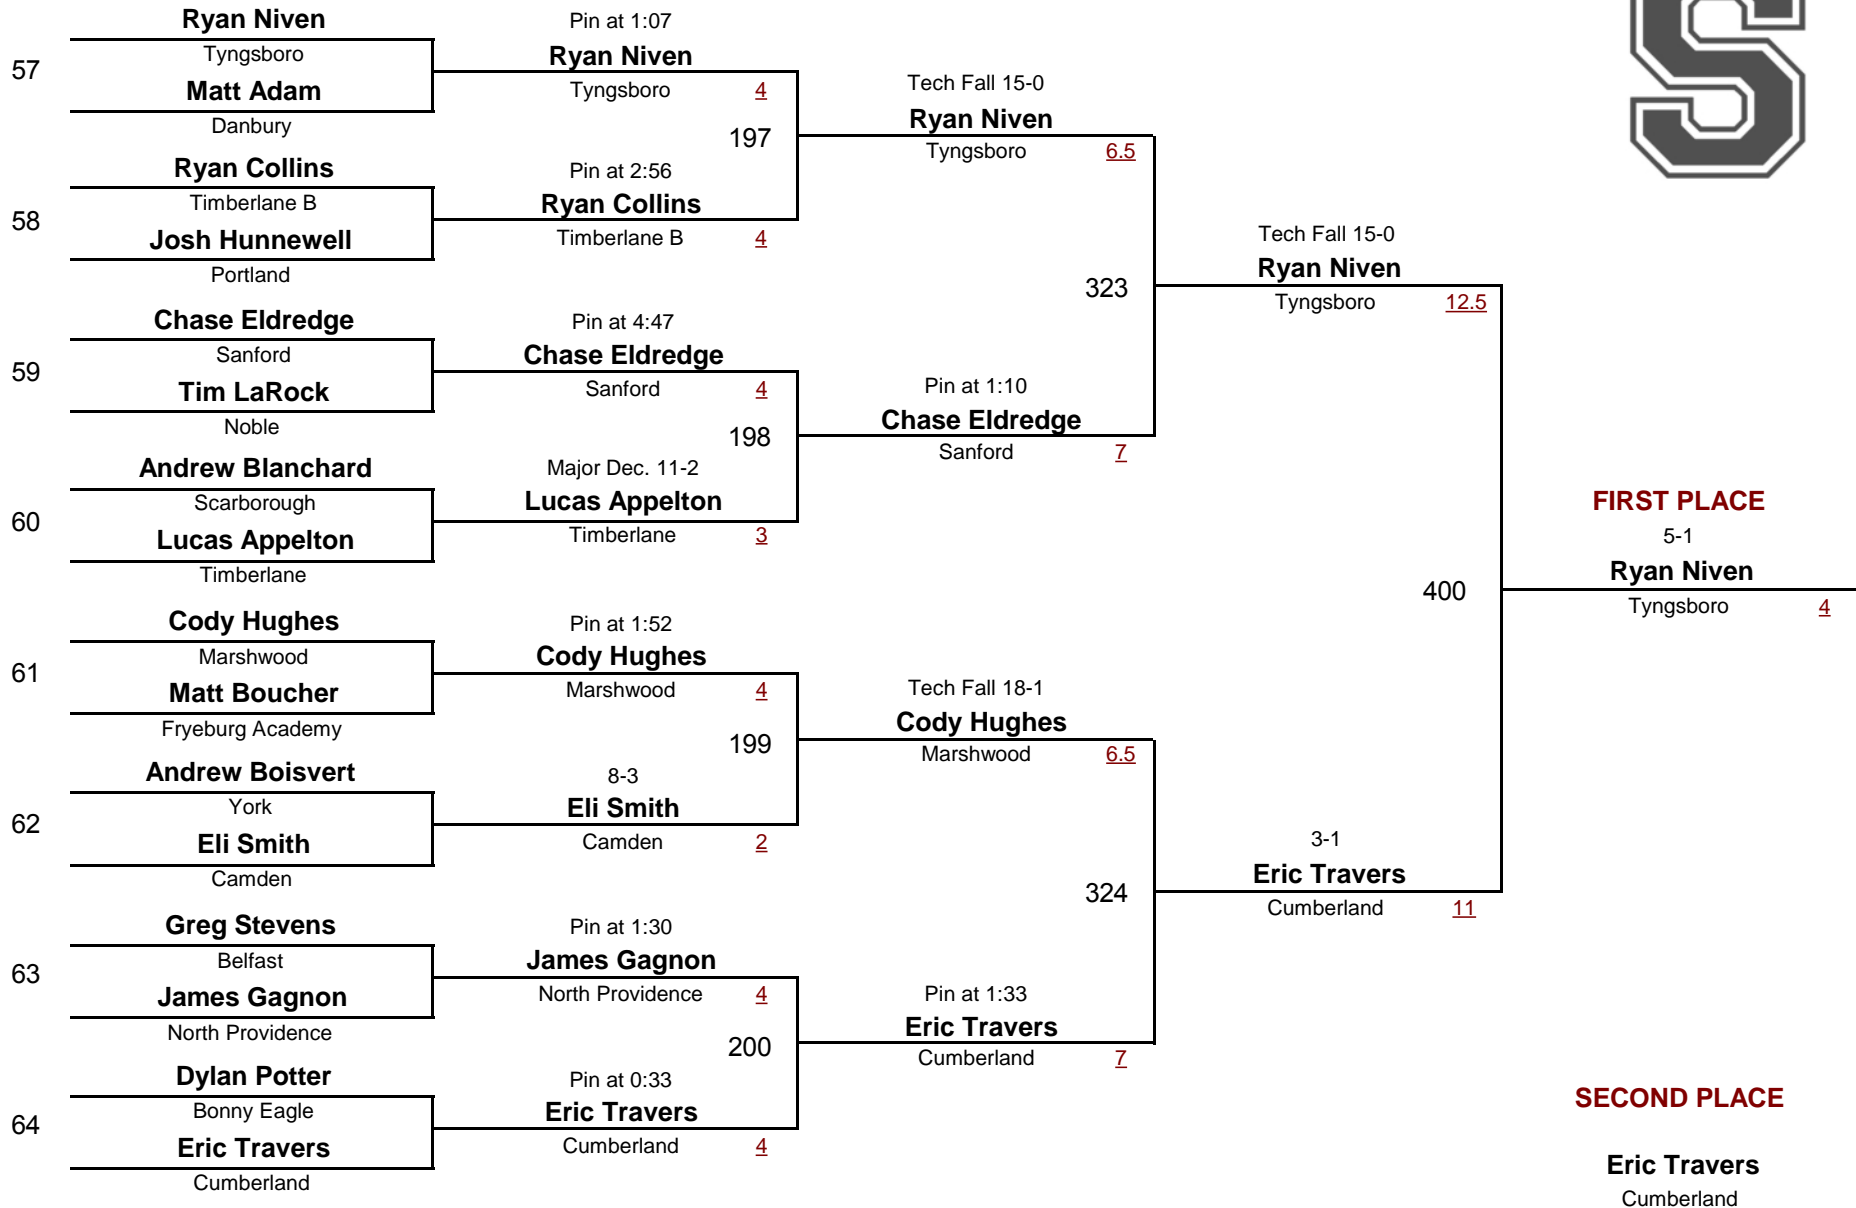 Ryan Niven
57
Tyngsboro
Matt Adam
Danbury
Ryan Collins
58
Timberlane B
Josh Hunnewell
Portland
Chase Eldredge
59
Sanford
Tim LaRock
Noble
Andrew Blanchard
60
Scarborough
Lucas Appelton
Timberlane
Cody Hughes
61
Marshwood
Matt Boucher
Fryeburg Academy
Andrew Boisvert
62
York
Eli Smith
Camden
Greg Stevens
63
Belfast
James Gagnon
North Providence
Dylan Potter
64
Bonny Eagle
Eric Travers
Cumberland
Pin at 1:07
Ryan Niven
Tyngsboro 4
197
Pin at 2:56
Ryan Collins
Timberlane B 4
Pin at 4:47
Chase Eldredge
Sanford 4
198
Major Dec. 11-2
Lucas Appelton
Timberlane 3
Pin at 1:52
Cody Hughes
Marshwood 4
199
8-3
Eli Smith
Camden 2
Pin at 1:30
James Gagnon
North Providence 4
200
Pin at 0:33
Eric Travers
Cumberland 4
Tech Fall 15-0
Ryan Niven
Tyngsboro 6.5
323
Pin at 1:10
Chase Eldredge
Sanford 7
Tech Fall 18-1
Cody Hughes
Marshwood 6.5
324
Pin at 1:33
Eric Travers
Cumberland 7
Tech Fall 15-0
Ryan Niven
Tyngsboro 12.5
400
3-1
Eric Travers
Cumberland 11
S
FIRST PLACE
5-1
Ryan Niven
Tyngsboro 4
SECOND PLACE
Eric Travers
Cumberland